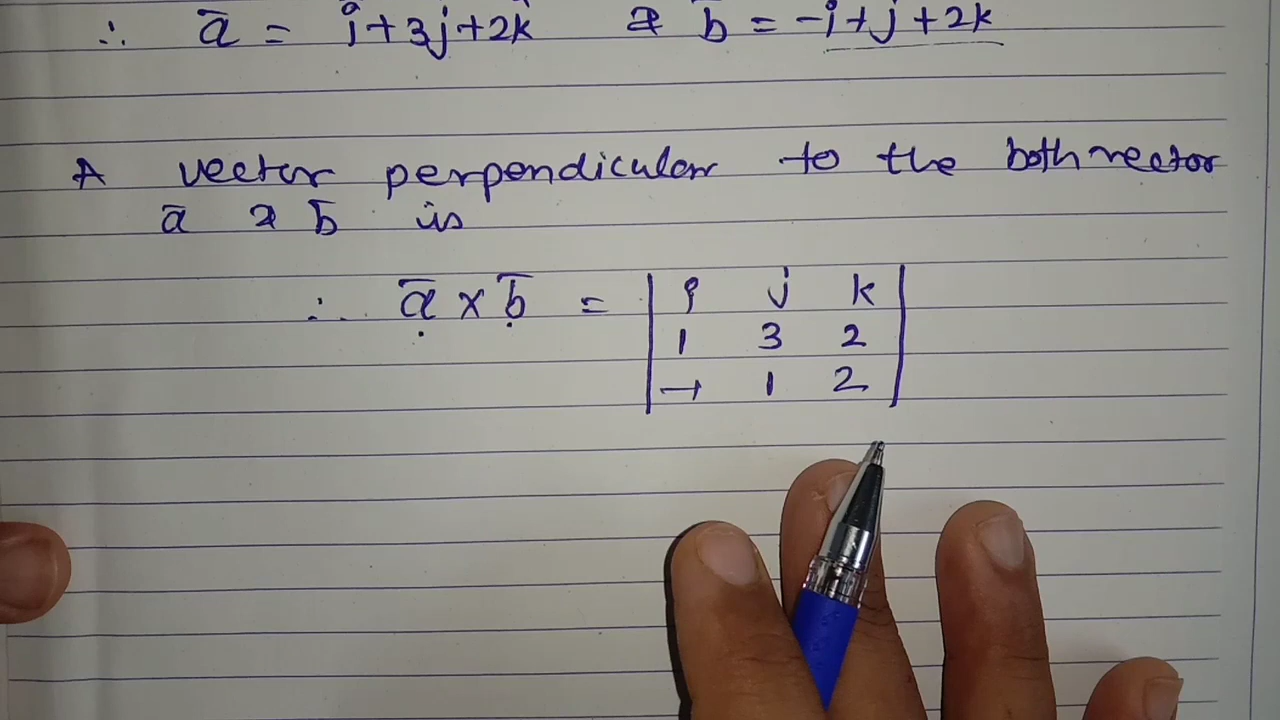 ∴ a̅ = i+3j+2k & b̅ = -i+j+2k
A vector perpendicular to the both vector
a̅ & b̅ is
∴ a̅ × b̅ = | i j k |
| 1 3 2 |
| -1 1 2 |